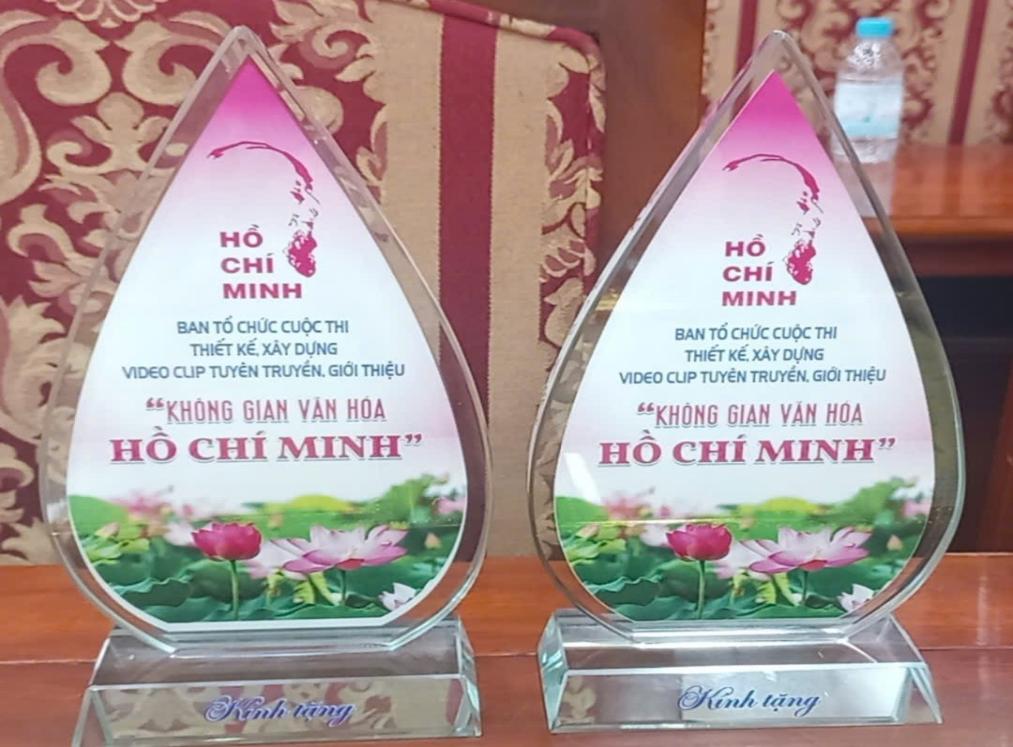 HỒ
CHÍ
MINH
BAN TỔ CHỨC CUỘC THI
THIẾT KẾ, XÂY DỰNG
VIDEO CLIP TUYÊN TRUYỀN, GIỚI THIỆU
“KHÔNG GIAN VĂN HÓA
HỒ CHÍ MINH”
Kính tặng
HỒ
CHÍ
MINH
BAN TỔ CHỨC CUỘC THI
THIẾT KẾ, XÂY DỰNG
VIDEO CLIP TUYÊN TRUYỀN, GIỚI THIỆU
“KHÔNG GIAN VĂN HÓA
HỒ CHÍ MINH”
Kính tặng